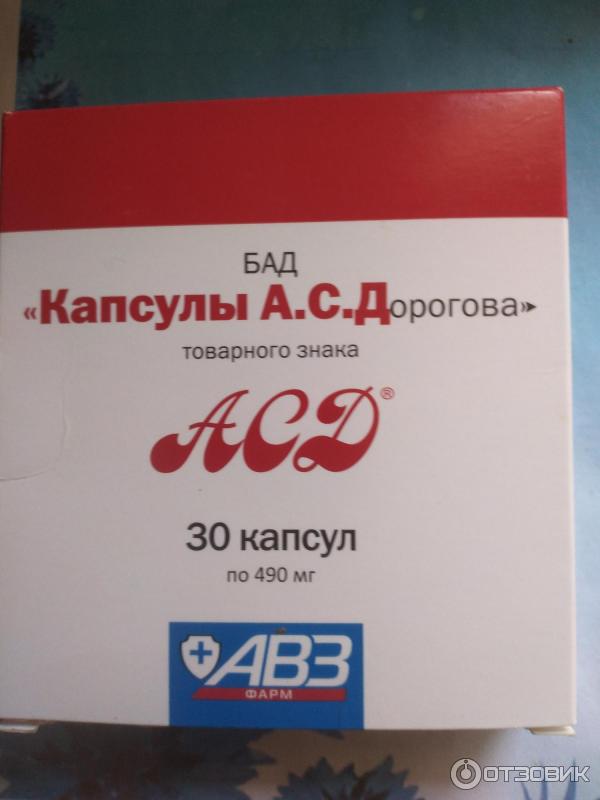 БАД
«Капсулы А.С.Дорогова»
товарного знака
АСД®
30 капсул
по 490 мг
АВЗ
ФАРМ
ОТЗОВИК